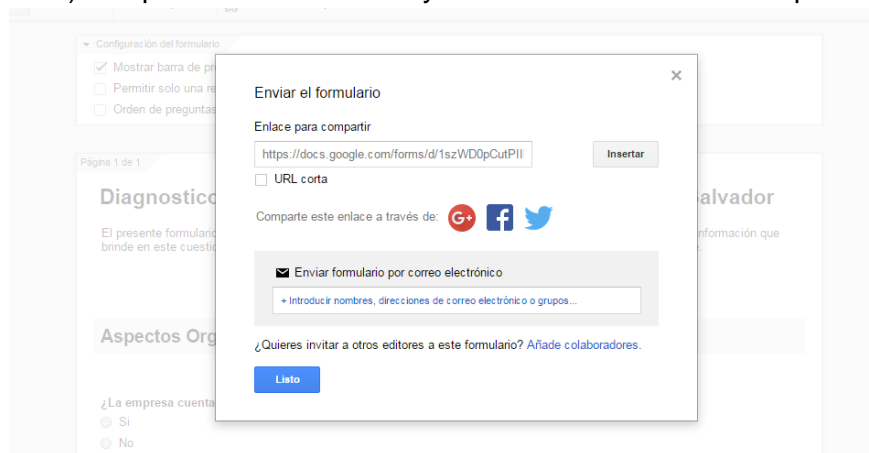 Configuración del formulario
Mostrar barra de pr
Permitir solo una re
Orden de preguntas
Enviar el formulario
Enlace para compartir
https://docs.google.com/forms/d/1szWD0pCutPII
Insertar
URL corta
Comparte este enlace a través de:
Enviar formulario por correo electrónico
+ Introducir nombres, direcciones de correo electrónico o grupos...
¿Quieres invitar a otros editores a este formulario? Añade colaboradores.
Listo
Página 1 de 1
Diagnostico alvador
El presente formulario nformación que
brinde en este cuestio
Aspectos Org
¿La empresa cuenta
Si
No